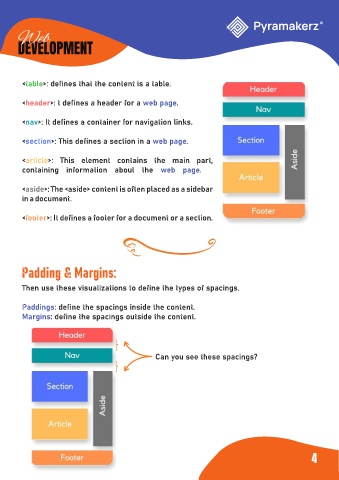 Web
DEVELOPMENT
Pyramakerz®
<table>: defines that the content is a table.
<header>: I defines a header for a web page.
<nav>: It defines a container for navigation links.
<section>: This defines a section in a web page.
<article>: This element contains the main part,
containing information about the web page.
<aside>: The <aside> content is often placed as a sidebar
in a document.
<footer>: It defines a footer for a document or a section.
Header
Nav
Section
Article
Aside
Footer
Padding & Margins:
Then use these visualizations to define the types of spacings.
Paddings: define the spacings inside the content.
Margins: define the spacings outside the content.
Header
Nav
Can you see these spacings?
Section
Article
Aside
Footer
4